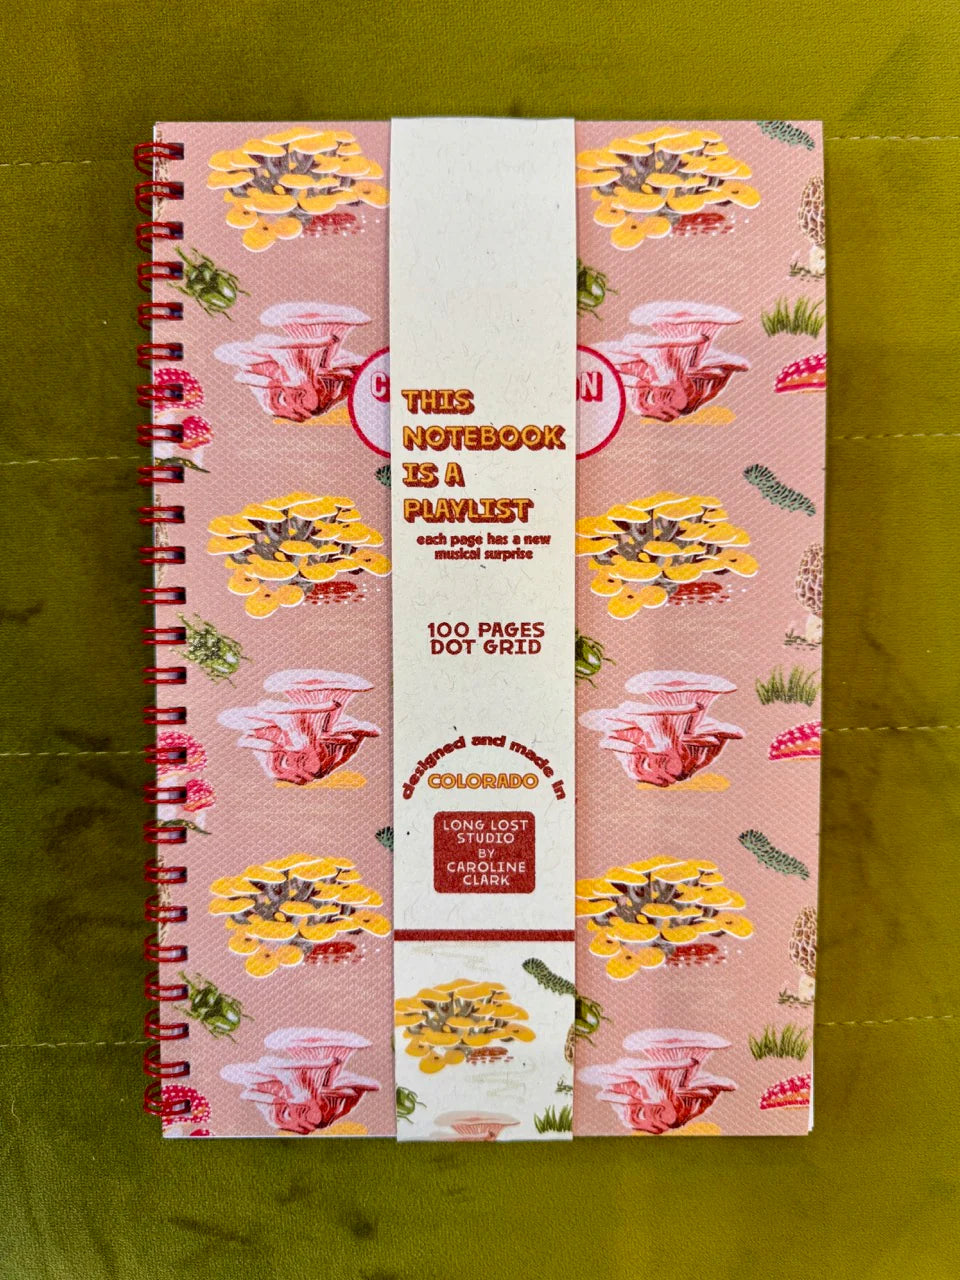 THIS
NOTEBOOK
IS A
PLAYLIST
each page has a new
musical surprise
100 PAGES
DOT GRID
designed and made in
COLORADO
LONG LOST
STUDIO
BY
CAROLINE
CLARK